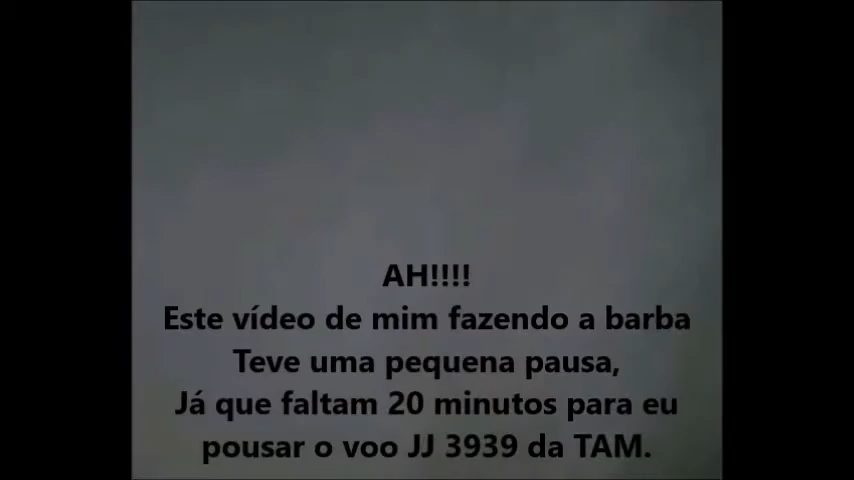 AH!!!!
Este vídeo de mim fazendo a barba
Teve uma pequena pausa,
Já que faltam 20 minutos para eu
pousar o voo JJ 3939 da TAM.